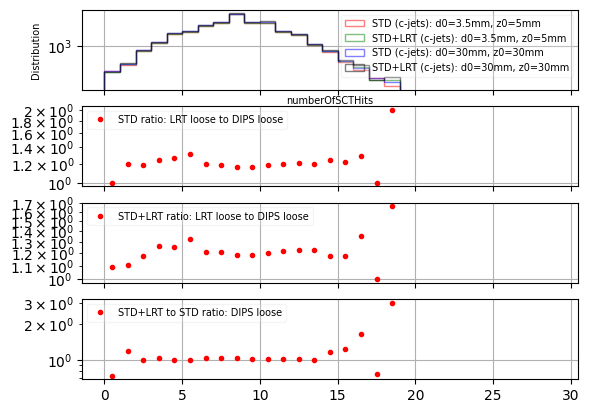 Distribution
10³
STD (c-jets): d0=3.5mm, z0=5mm
STD+LRT (c-jets): d0=3.5mm, z0=5mm
STD (c-jets): d0=30mm, z0=30mm
STD+LRT (c-jets): d0=30mm, z0=30mm
numberOfSCTHits
2 × 10⁰
1.8 × 10⁰
1.6 × 10⁰
1.4 × 10⁰
1.2 × 10⁰
10⁰
STD ratio: LRT loose to DIPS loose
1.7 × 10⁰
1.6 × 10⁰
1.5 × 10⁰
1.4 × 10⁰
1.3 × 10⁰
1.2 × 10⁰
1.1 × 10⁰
10⁰
STD+LRT ratio: LRT loose to DIPS loose
3 × 10⁰
2 × 10⁰
10⁰
STD+LRT to STD ratio: DIPS loose
0 5 10 15 20 25 30